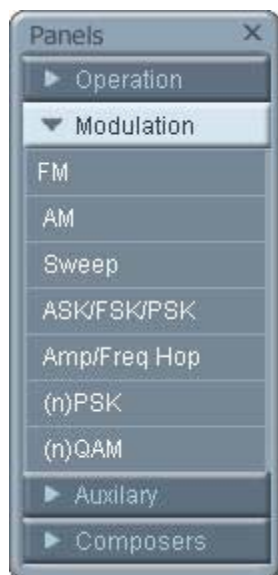 Panels
Operation
Modulation
FM
AM
Sweep
ASK/FSK/PSK
Amp/Freq Hop
(n)PSK
(n)QAM
Auxilary
Composers